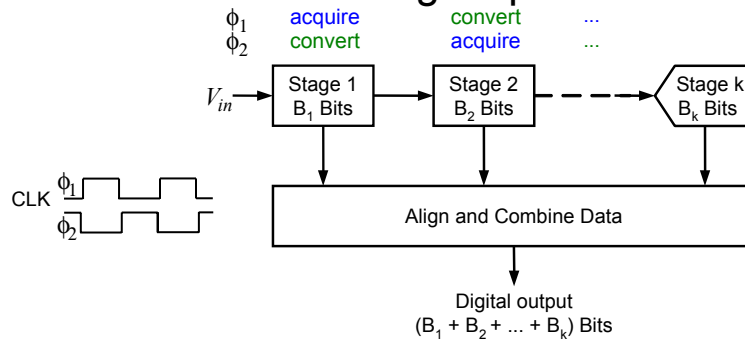 ϕ1 acquire convert ...
ϕ2 convert acquire ...
Vin
Stage 1
B1 Bits
Stage 2
B2 Bits
Stage k
Bk Bits
CLK
ϕ1
ϕ2
Align and Combine Data
Digital output
(B1 + B2 + ... + Bk) Bits